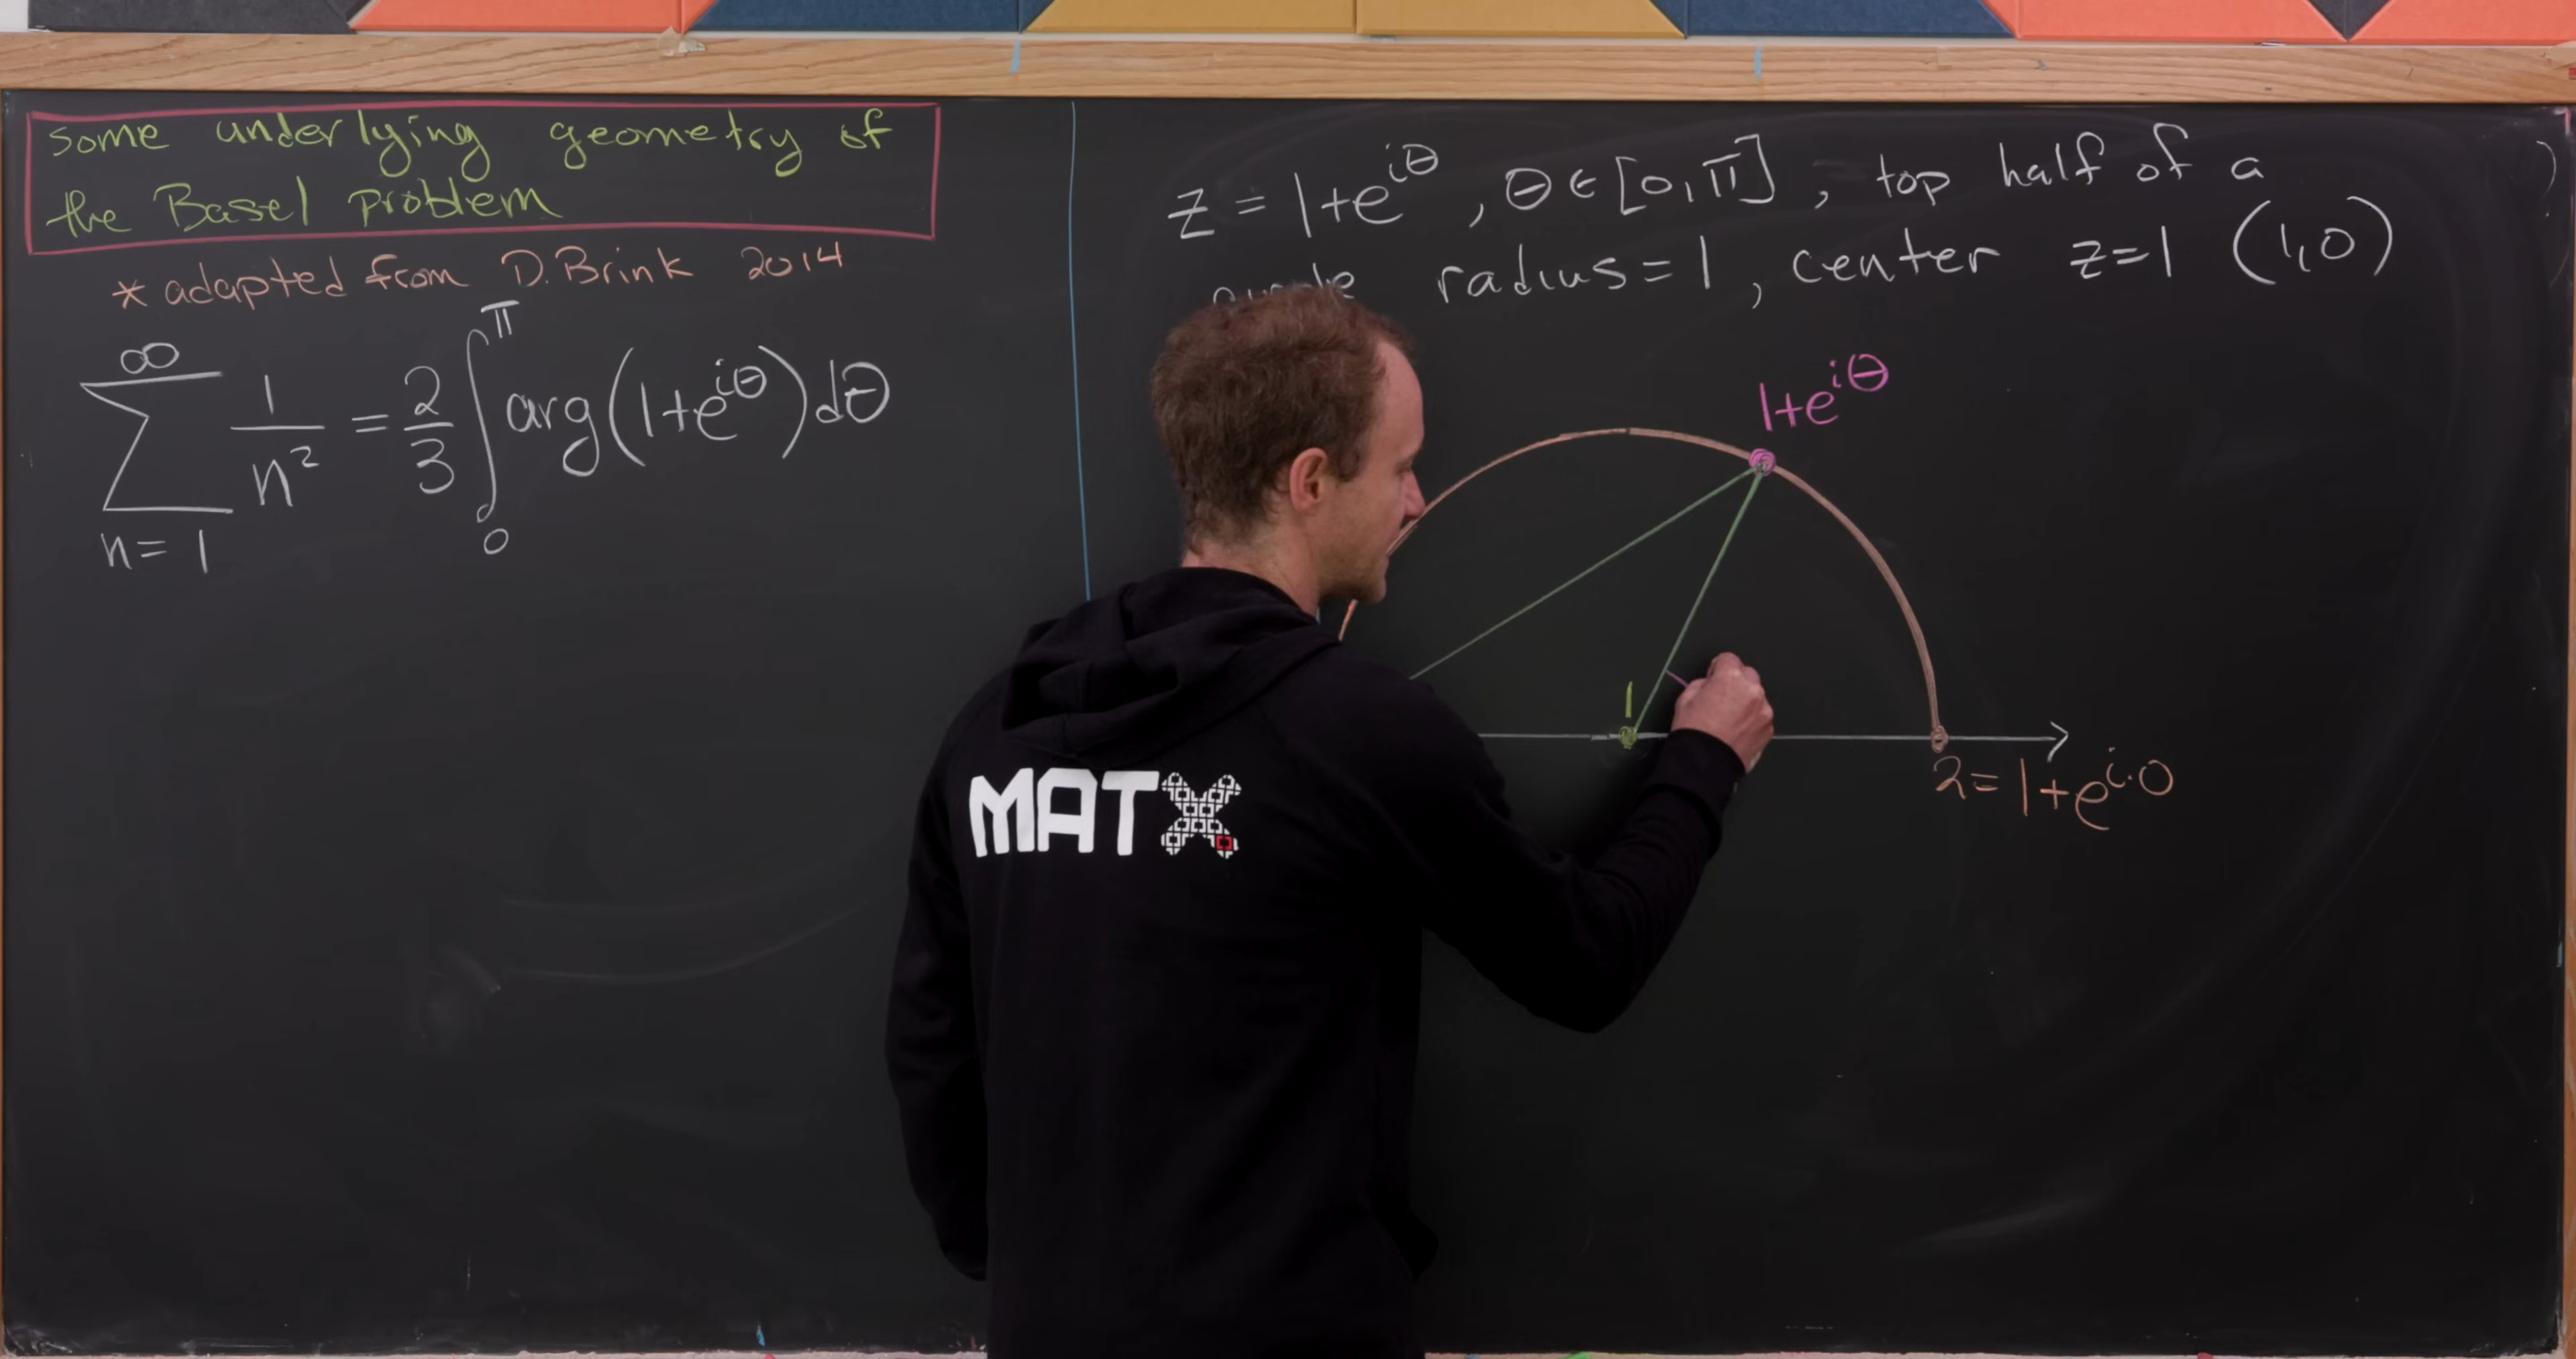 some underlying geometry of
the Basel problem
* adapted from D. Brink 2014
∞
∑ 1/n² = 2/3 ∫₀^π arg(1+e^{iθ})dθ
n=1
z = 1+e^{iθ}, θ∈[0,π], top half of a
radius=1, center z=1 (1,0)
1+e^{iθ}
1
2=1+e^{i·0}
MATX